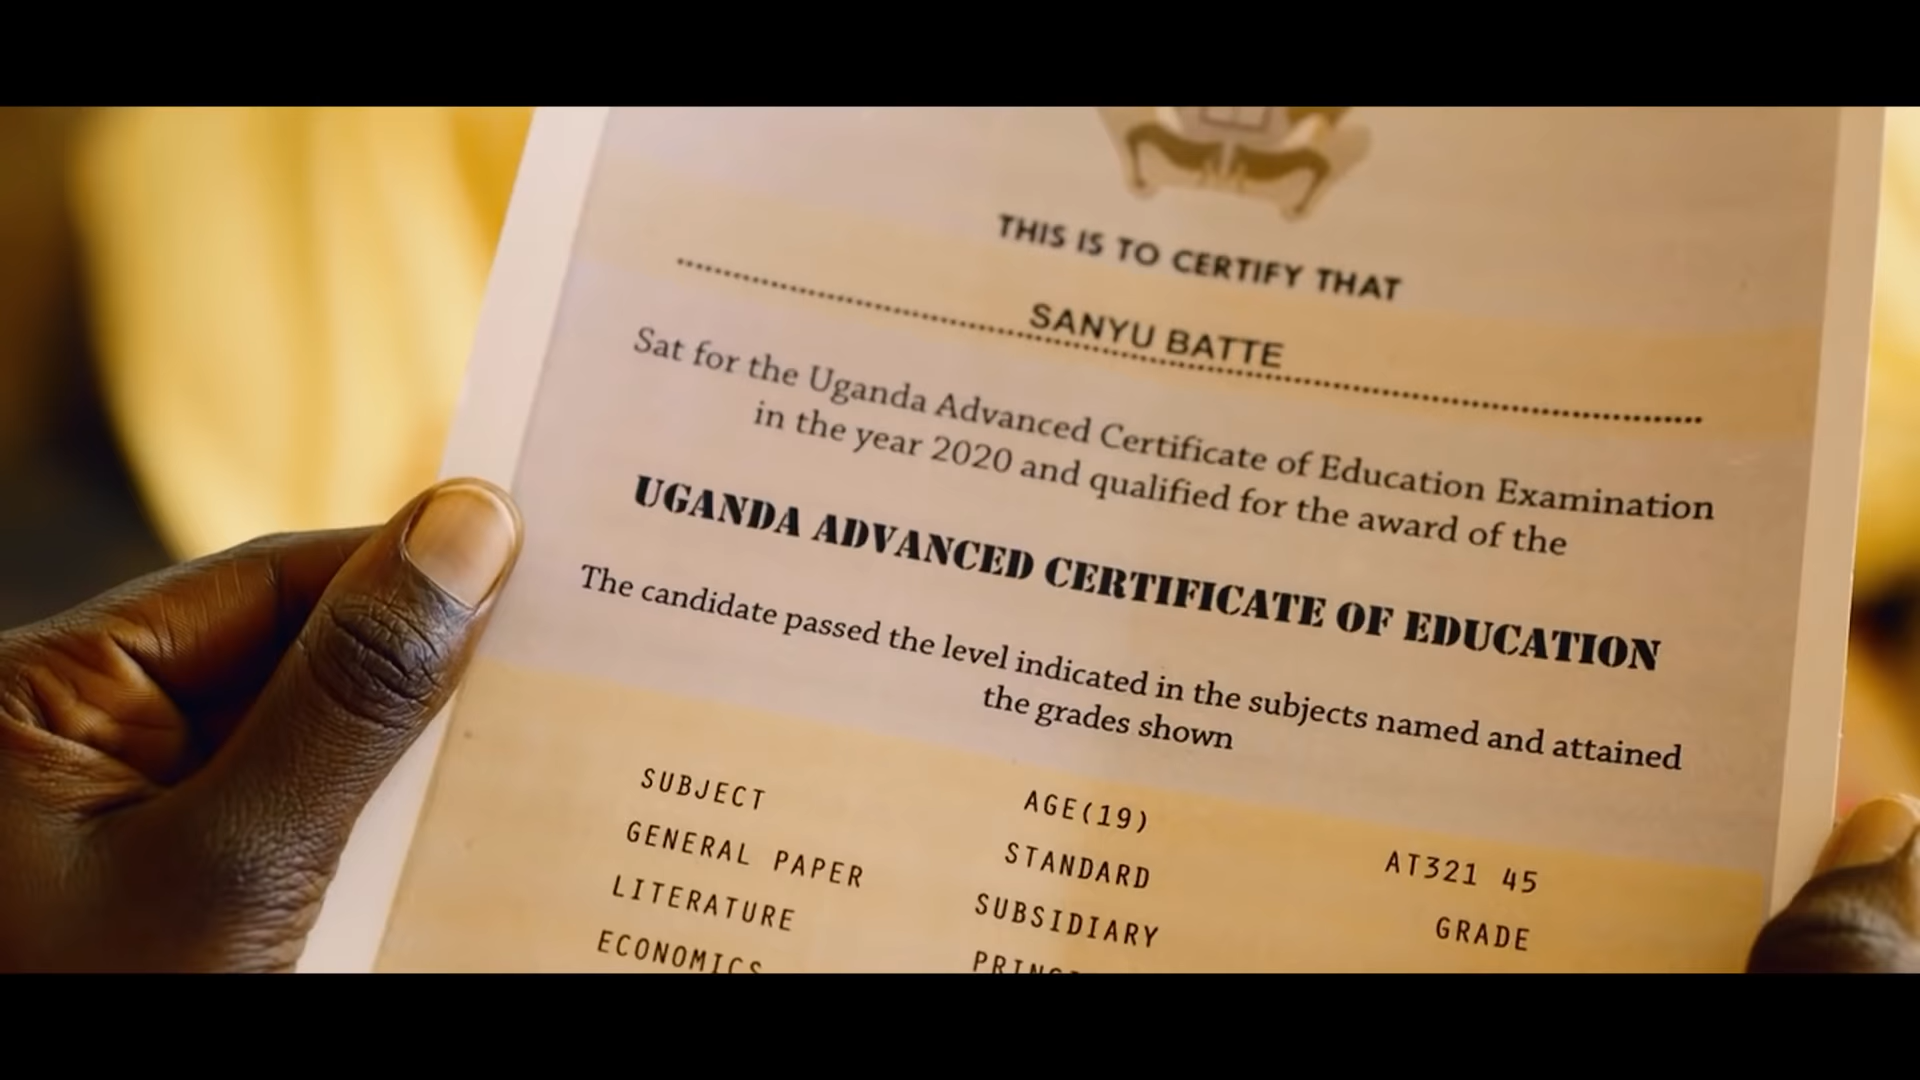 THIS IS TO CERTIFY THAT
SANYU BATTE
Sat for the Uganda Advanced Certificate of Education Examination
in the year 2020 and qualified for the award of the
UGANDA ADVANCED CERTIFICATE OF EDUCATION
The candidate passed the level indicated in the subjects named and attained
the grades shown
SUBJECT AGE(19) AT321 45
GENERAL PAPER STANDARD GRADE
LITERATURE SUBSIDIARY
ECONOMICS